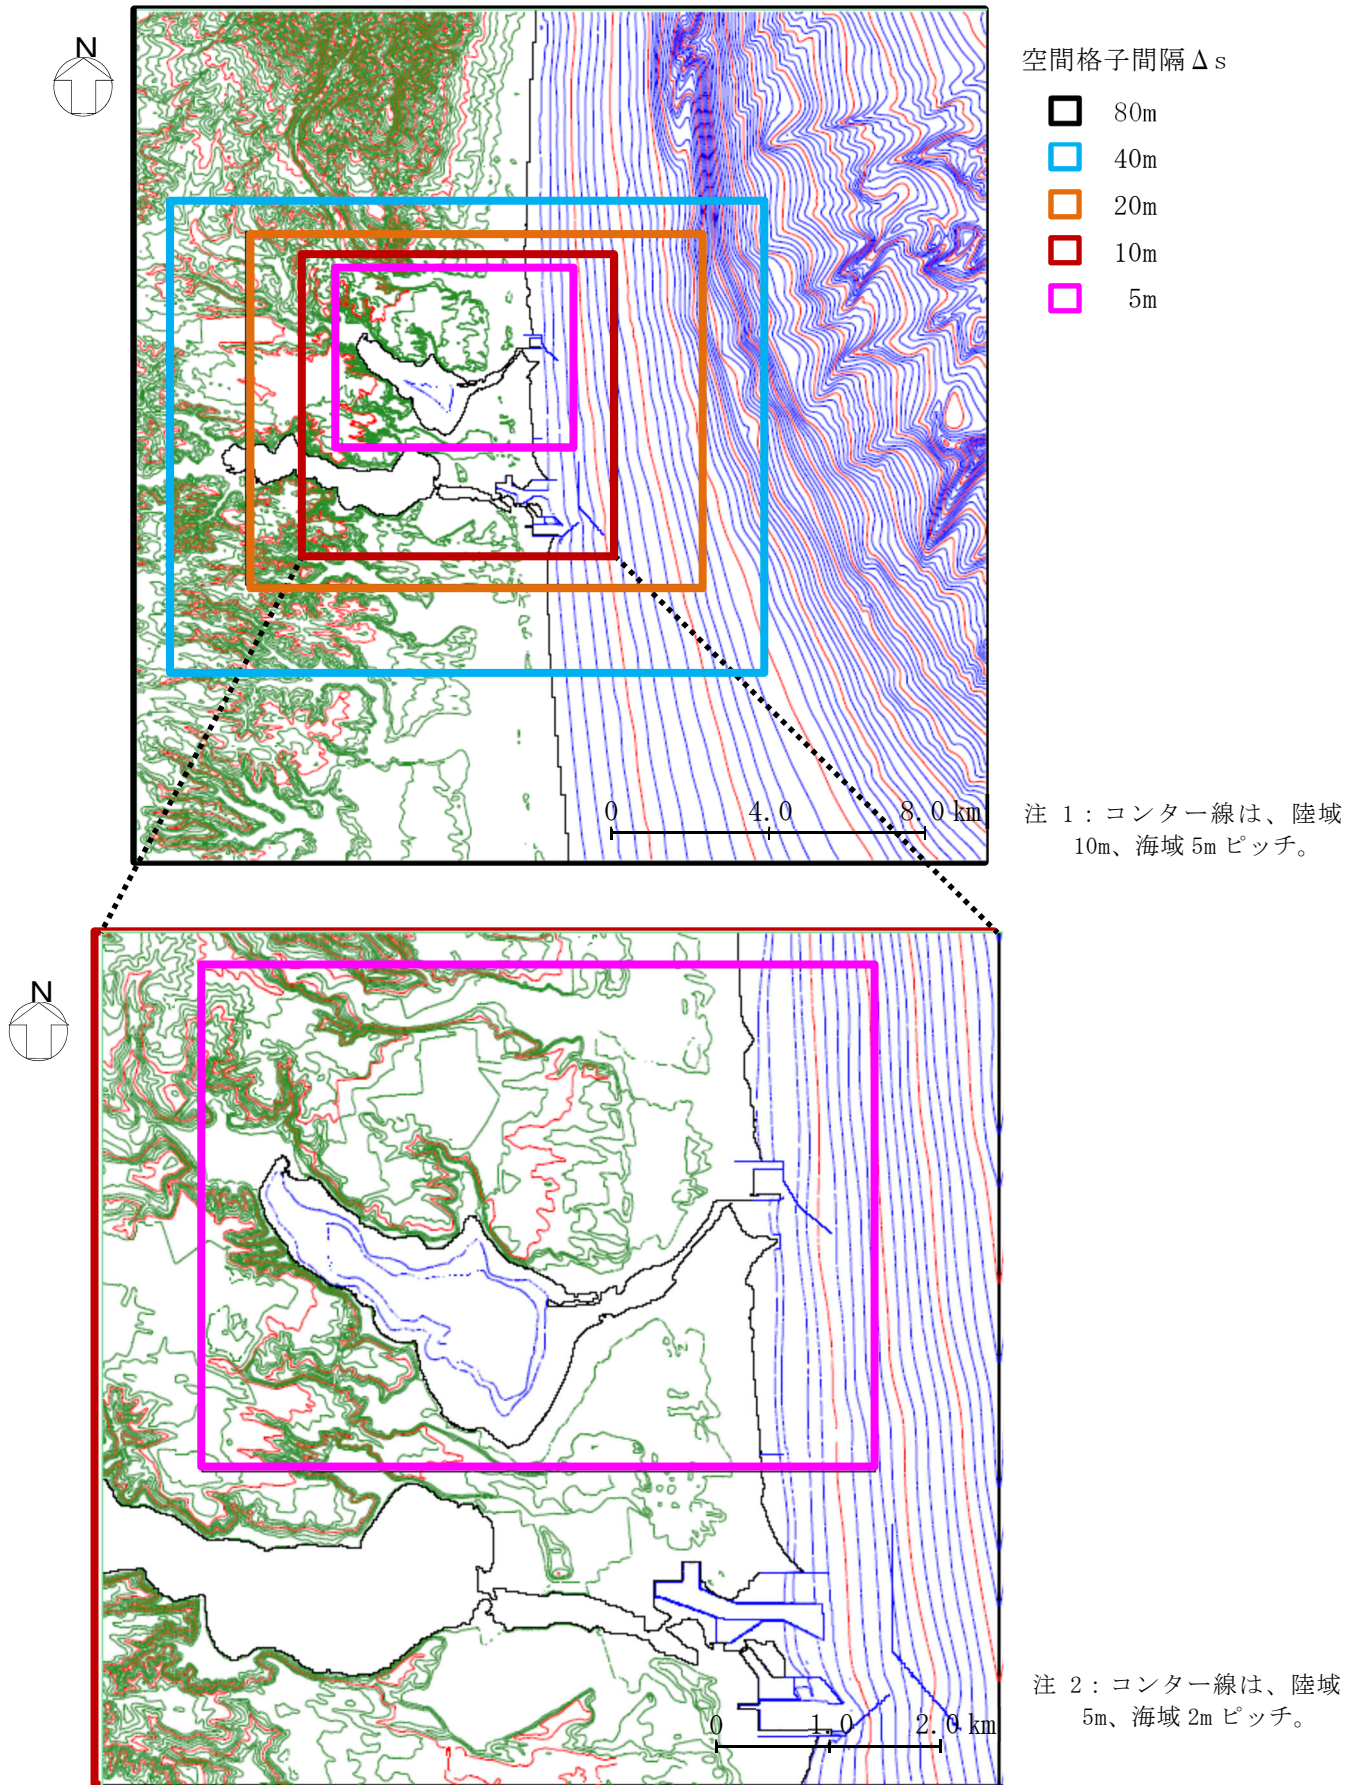 N
空間格子間隔Δs
80m
40m
20m
10m
5m
0 4.0 8.0 km
注 1：コンター線は、陸域
10m、海域 5m ピッチ。
N
注 2：コンター線は、陸域
5m、海域 2m ピッチ。
0 1.0 2.0 km